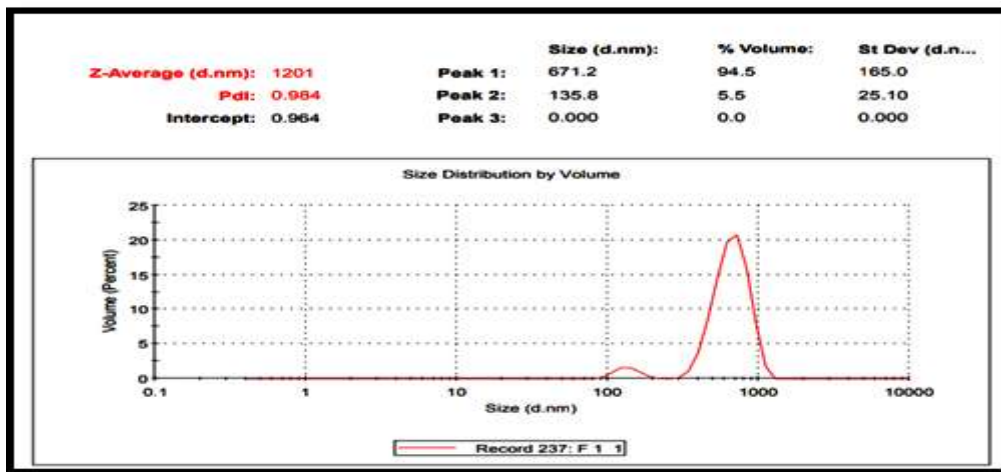 Size (d.nm): % Volume: St Dev (d.n...
Z-Average (d.nm): 1201 Peak 1: 671.2 94.5 165.0
PdI: 0.984 Peak 2: 135.8 5.5 25.10
Intercept: 0.964 Peak 3: 0.000 0.0 0.000
Size Distribution by Volume
Volume (Percent)
25
20
15
10
5
0
0.1 1 10 100 1000 10000
Size (d.nm)
Record 237: F 1 1